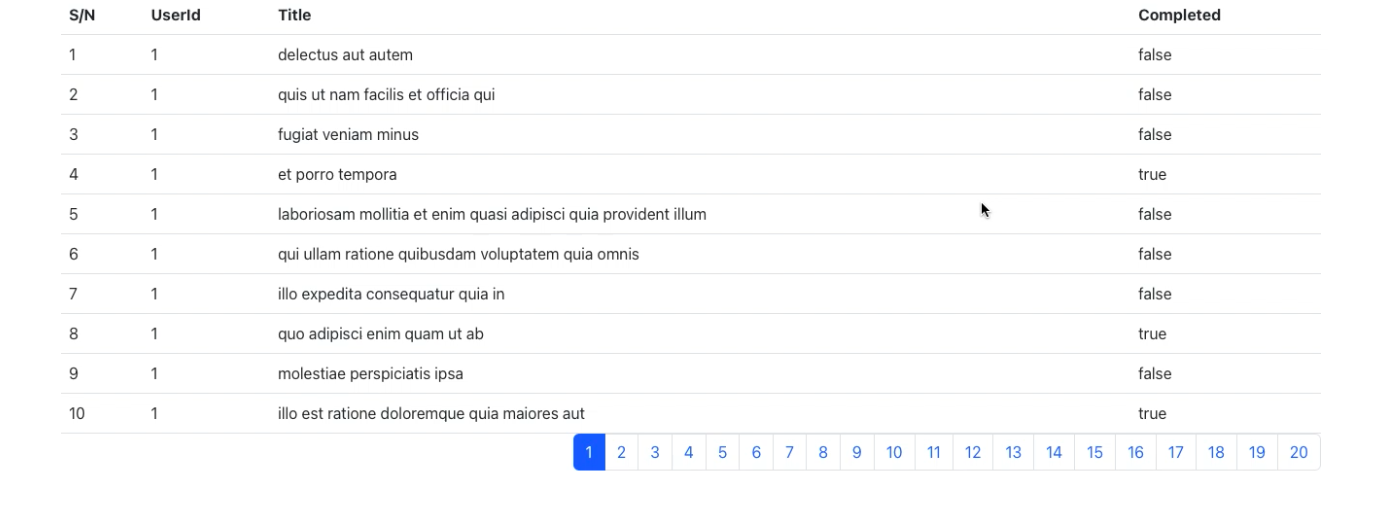 S/N UserId Title Completed
1 1 delectus aut autem false
2 1 quis ut nam facilis et officia qui false
3 1 fugiat veniam minus false
4 1 et porro tempora true
5 1 laboriosam mollitia et enim quasi adipisci quia provident illum false
6 1 qui ullam ratione quibusdam voluptatem quia omnis false
7 1 illo expedita consequatur quia in false
8 1 quo adipisci enim quam ut ab true
9 1 molestiae perspiciatis ipsa false
10 1 illo est ratione doloremque quia maiores aut true
1 2 3 4 5 6 7 8 9 10 11 12 13 14 15 16 17 18 19 20